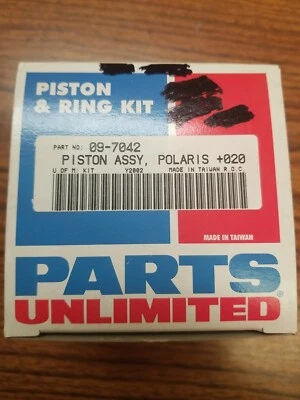 PISTON
& RING KIT
PART NO: 09-7042
PISTON ASSY, POLARIS +020
U OF M: KIT Y2002 MADE IN TAIWAN R.O.C.
MADE IN TAIWAN
PARTS
UNLIMITED®